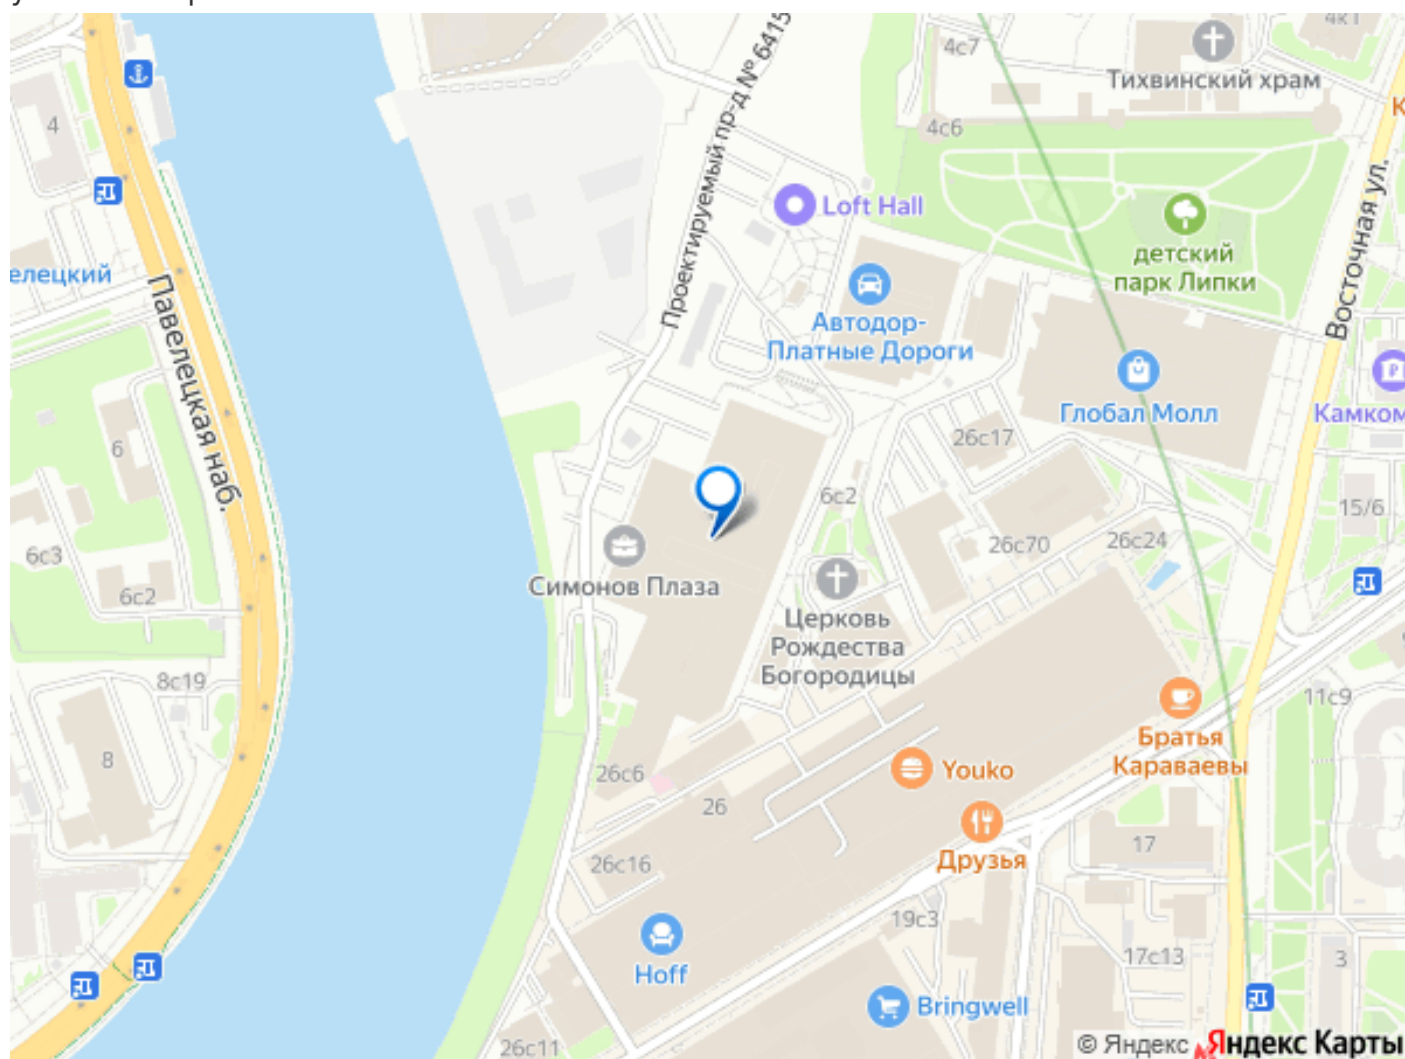 4к1
4с7
Тихвинский храм
4
4с6
Проектируемый пр-д № 6415
Восточная ул.
Loft Hall
детский
парк Липки
елецкий
Павелецкая наб.
Автодор-
Платные Дороги
Глобал Молл
Камком
26с17
6
6с2
15/6
6с3
26с70
26с24
Симонов Плаза
6с2
Церковь
Рождества
Богородицы
8с19
11с9
Братья
Караваевы
8
26с6
Youko
26
17
26с16
Друзья
19с3
Hoff
17с13
3
Bringwell
26с11
© Яндекс
Яндекс Карты